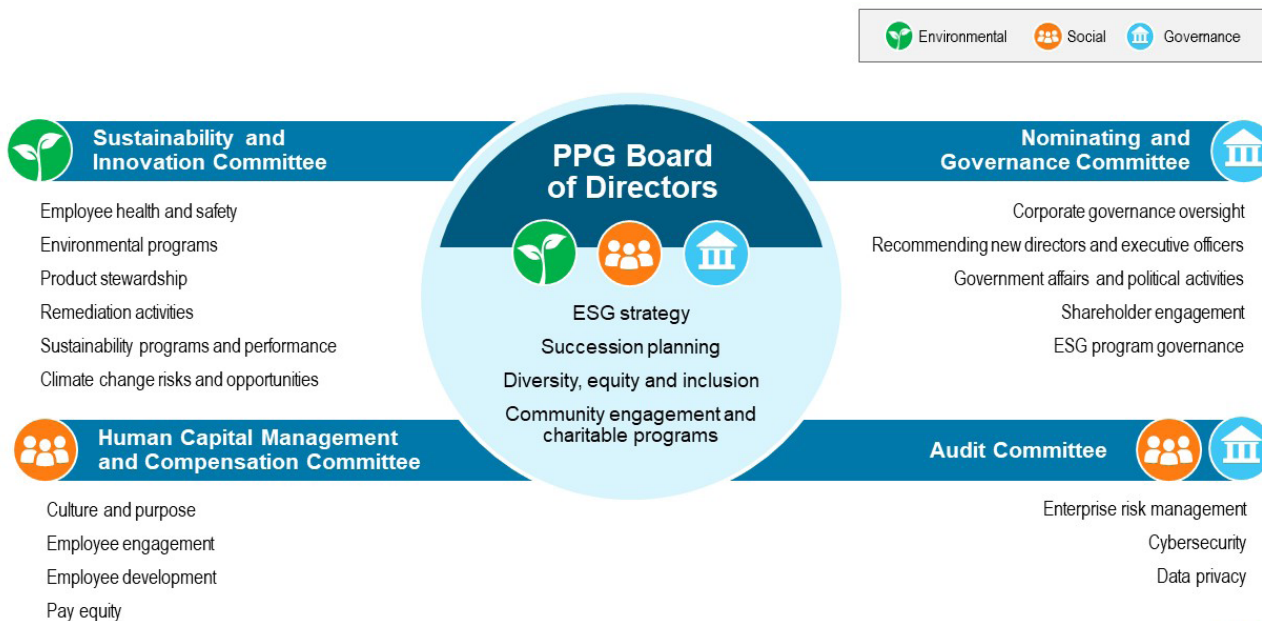 Environmental Social Governance
Sustainability and
Innovation Committee
Employee health and safety
Environmental programs
Product stewardship
Remediation activities
Sustainability programs and performance
Climate change risks and opportunities
PPG Board
of Directors
ESG strategy
Succession planning
Diversity, equity and inclusion
Community engagement and
charitable programs
Nominating and
Governance Committee
Corporate governance oversight
Recommending new directors and executive officers
Government affairs and political activities
Shareholder engagement
ESG program governance
Human Capital Management
and Compensation Committee
Culture and purpose
Employee engagement
Employee development
Pay equity
Audit Committee
Enterprise risk management
Cybersecurity
Data privacy